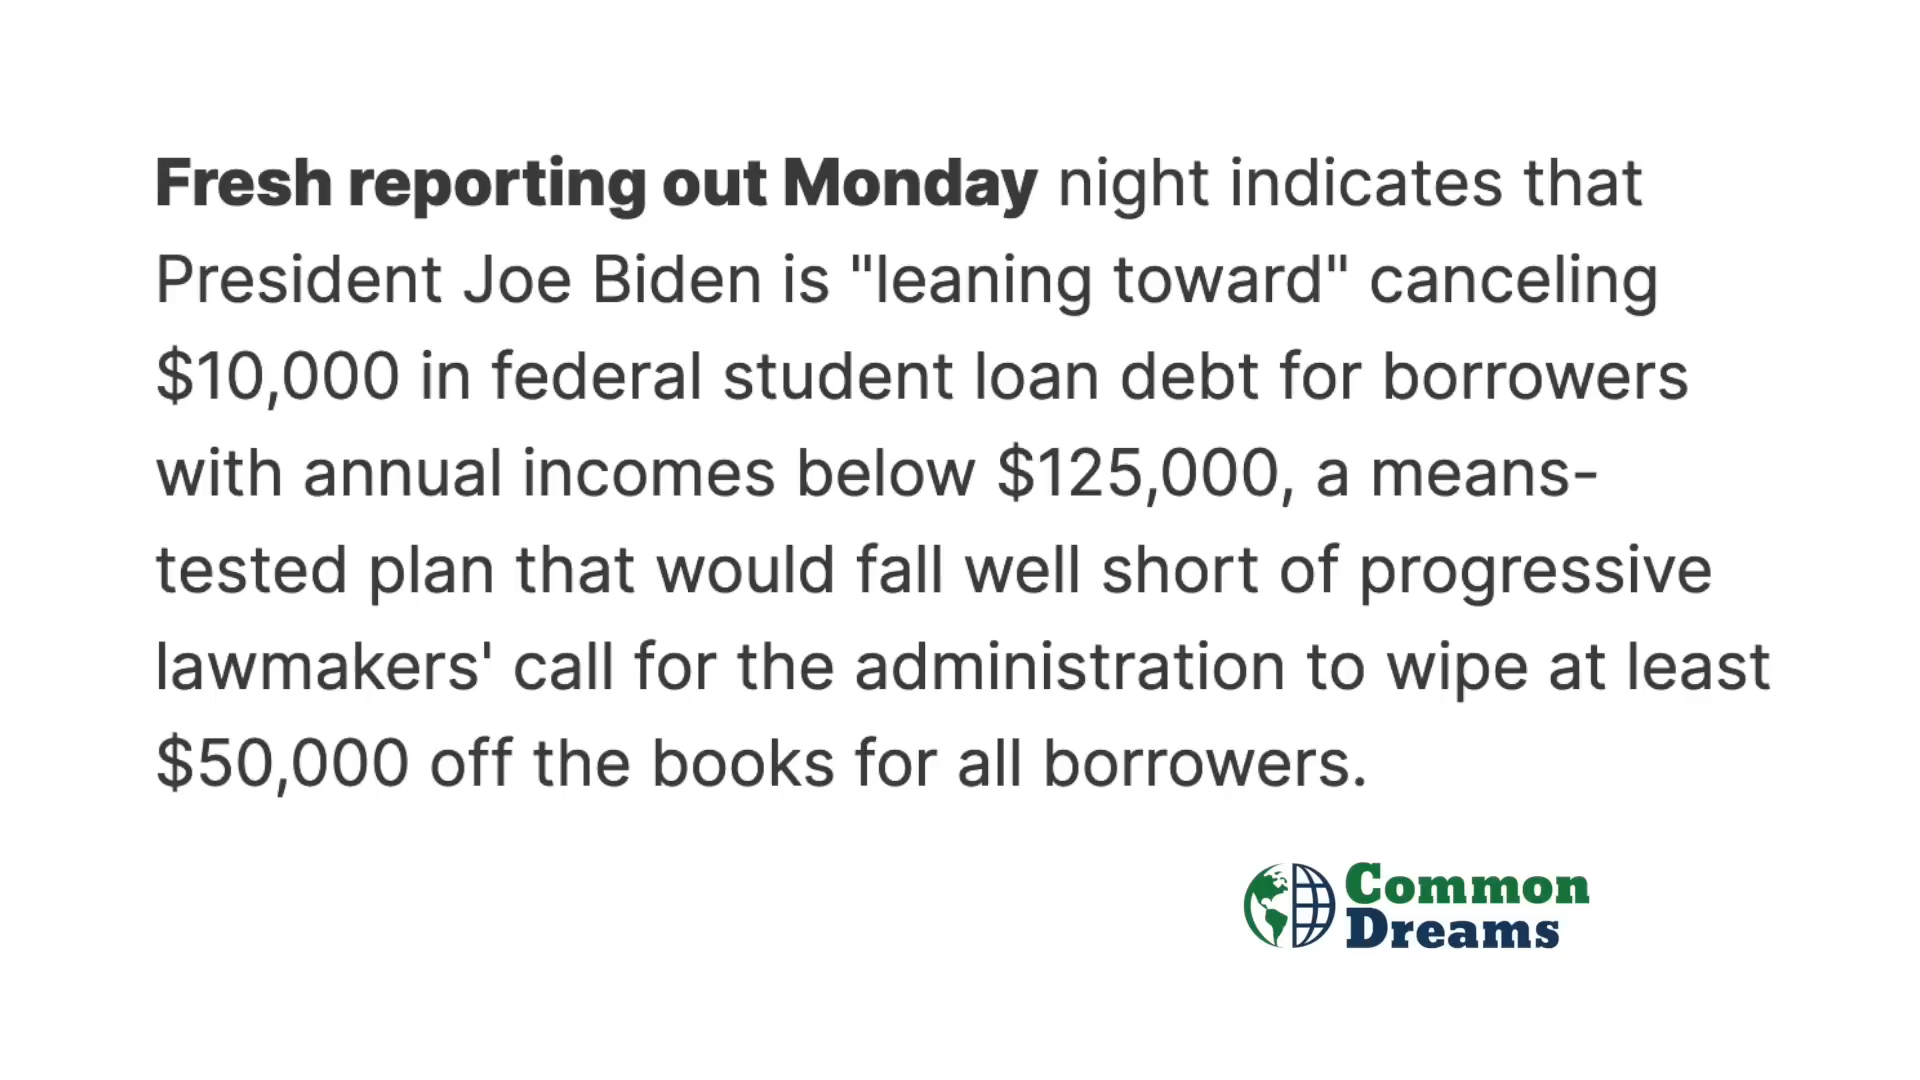 Fresh reporting out Monday night indicates that
President Joe Biden is "leaning toward" canceling
$10,000 in federal student loan debt for borrowers
with annual incomes below $125,000, a means-
tested plan that would fall well short of progressive
lawmakers' call for the administration to wipe at least
$50,000 off the books for all borrowers.
Common
Dreams